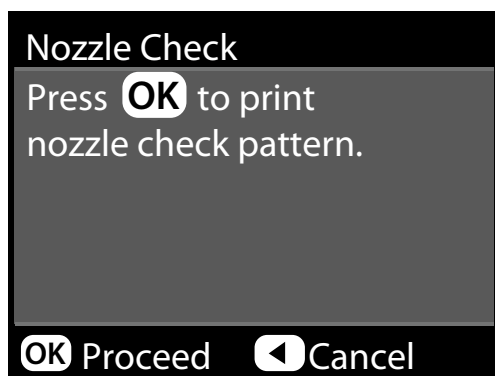 Nozzle Check
Press OK to print
nozzle check pattern.
OK Proceed Cancel